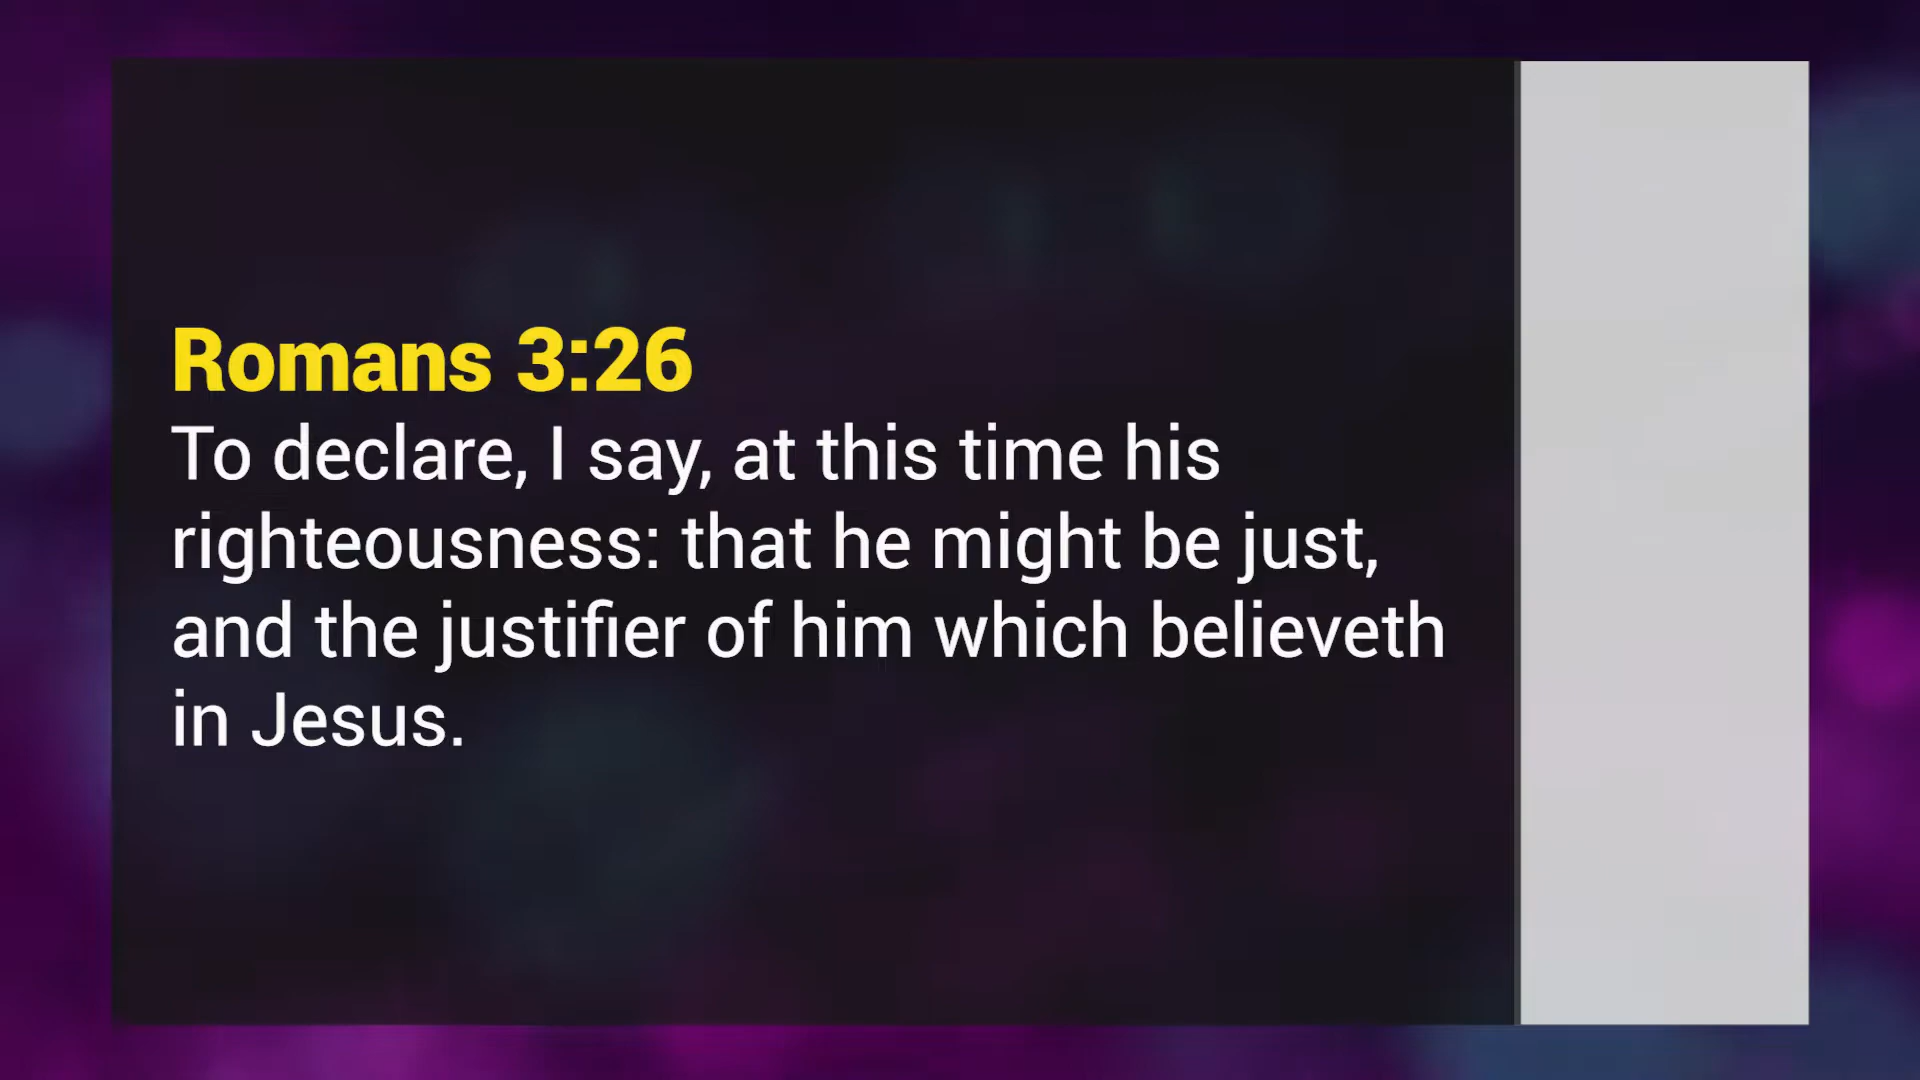 Romans 3:26
To declare, I say, at this time his
righteousness: that he might be just,
and the justifier of him which believeth
in Jesus.